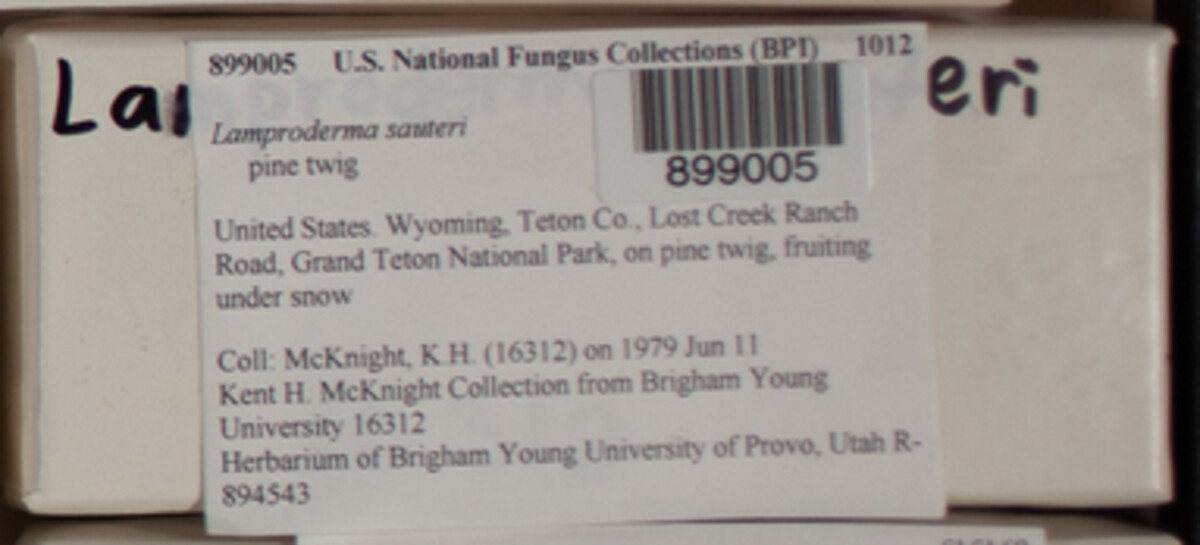 899005 U.S. National Fungus Collections (BPI) 1012
Lam eri
Lamproderma sauteri
pine twig
899005
United States. Wyoming, Teton Co., Lost Creek Ranch
Road, Grand Teton National Park, on pine twig, fruiting
under snow
Coll: McKnight, K.H. (16312) on 1979 Jun 11
Kent H. McKnight Collection from Brigham Young
University 16312
Herbarium of Brigham Young University of Provo, Utah R-
894543